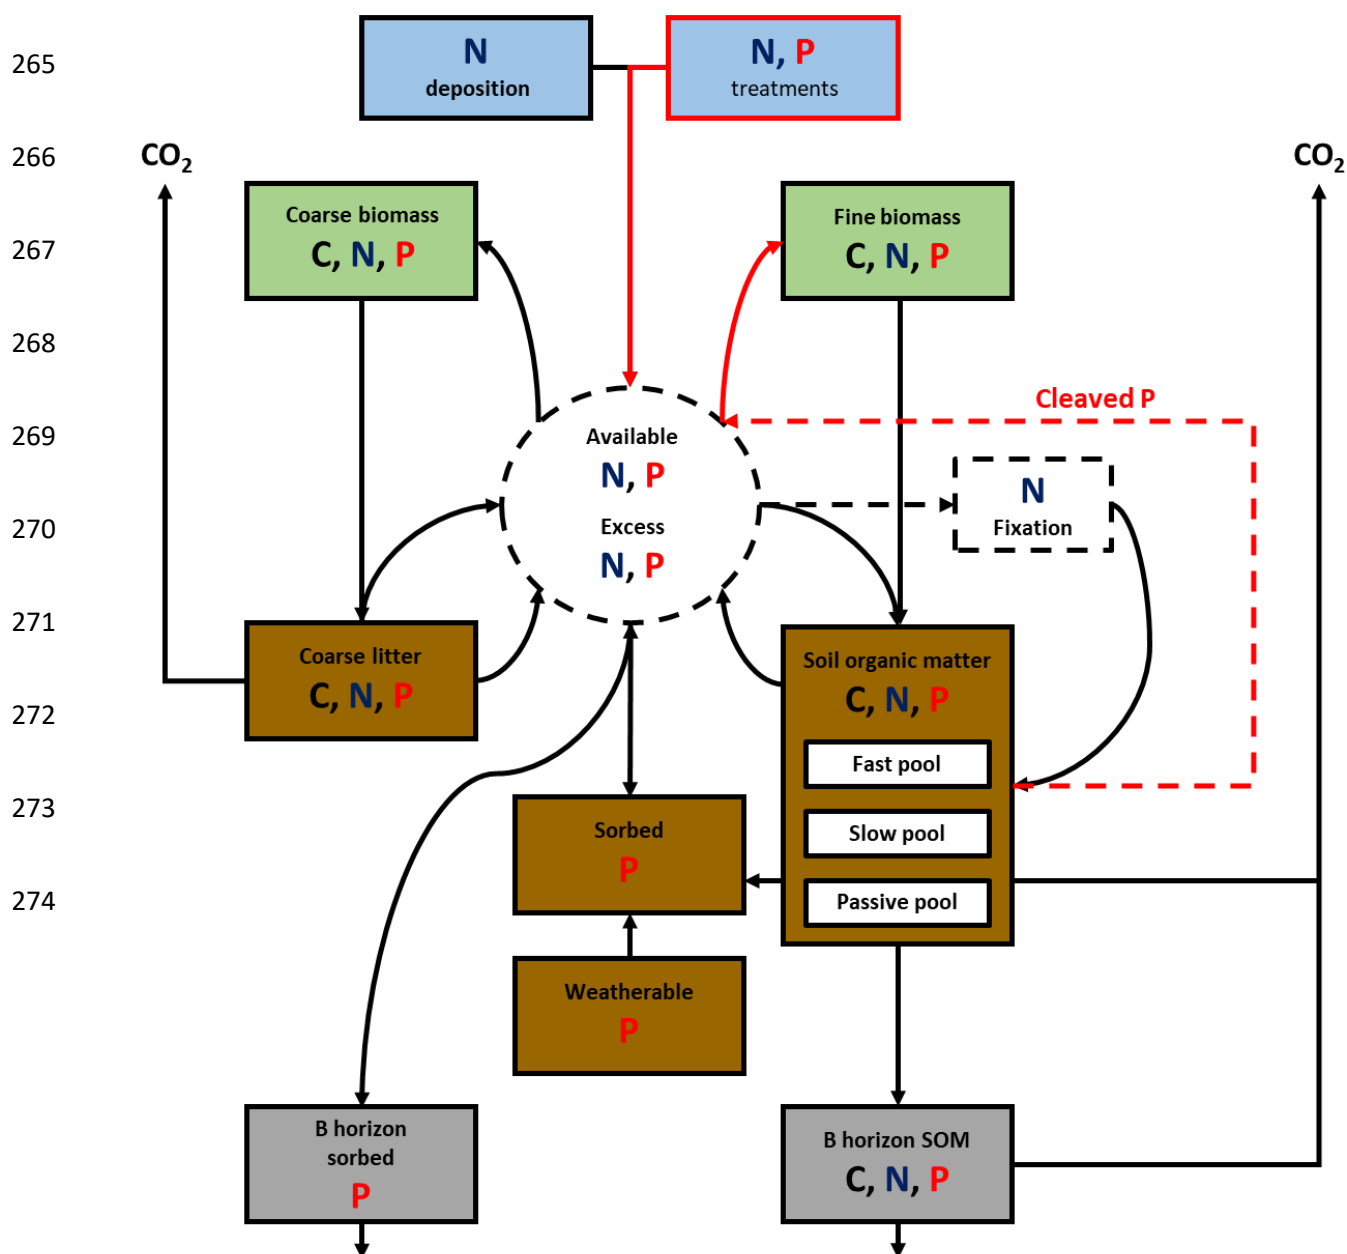 265
N
deposition
N, P
treatments
266
CO₂
CO₂
Coarse biomass
C, N, P
Fine biomass
C, N, P
267
268
Cleaved P
269
Available
N, P
Excess
N, P
N
Fixation
270
271
Coarse litter
C, N, P
Soil organic matter
C, N, P
272
Fast pool
273
Sorbed
P
Slow pool
274
Passive pool
Weatherable
P
B horizon
sorbed
P
B horizon SOM
C, N, P